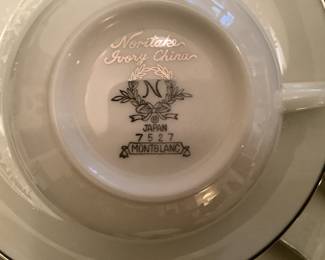 Noritake
Ivory China
N
JAPAN
7527
MONTBLANC